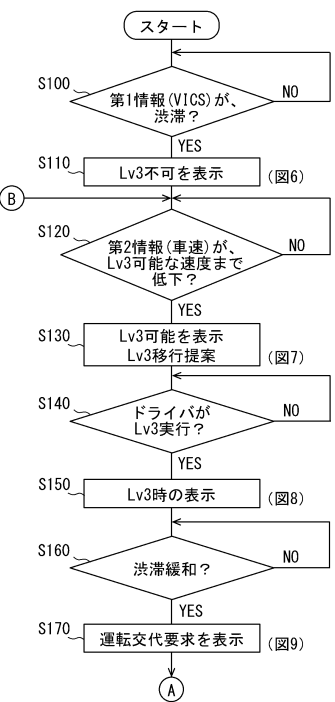 スタート
S100
第1情報(VICS)が、
渋滞？
NO
YES
S110
Lv3不可を表示
(図6)
B
S120
第2情報(車速)が、
Lv3可能な速度まで
低下？
NO
YES
S130
Lv3可能を表示
Lv3移行提案
(図7)
S140
ドライバが
Lv3実行？
NO
YES
S150
Lv3時の表示
(図8)
S160
渋滞緩和？
NO
YES
S170
運転交代要求を表示
(図9)
A